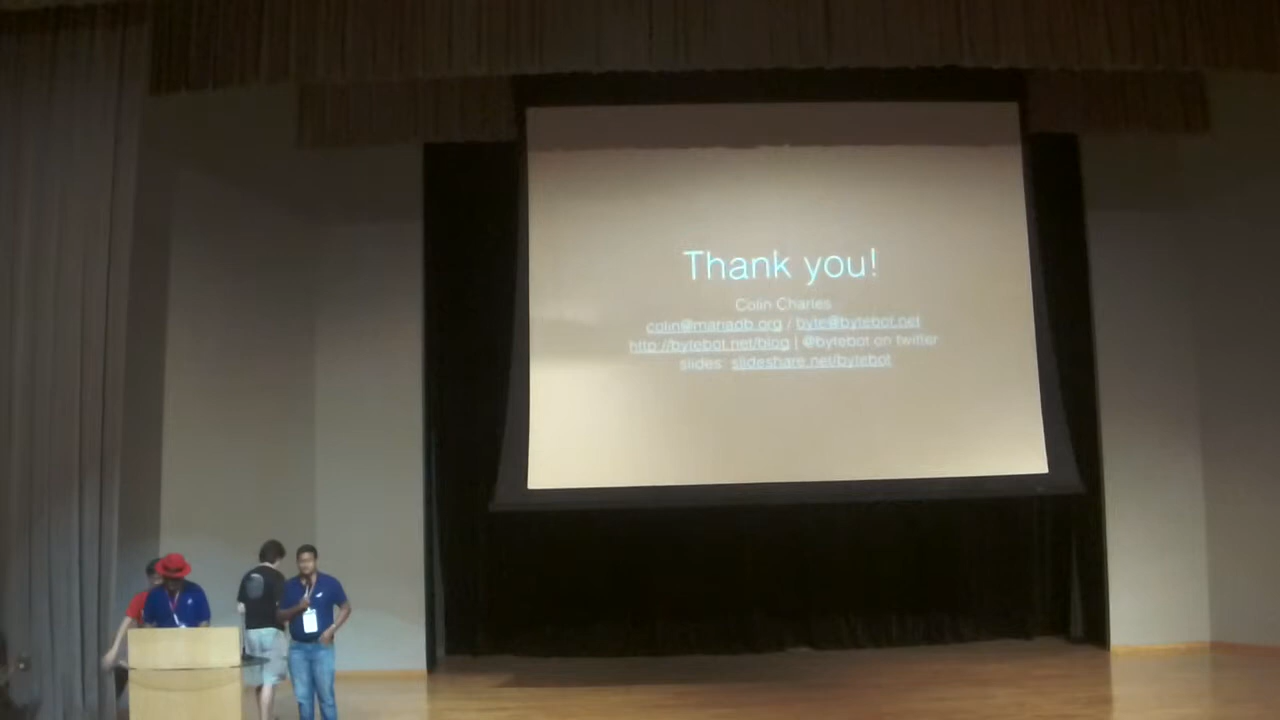 Thank you!
Colin Charles
colin@mariadb.org / byte@bytebot.net
http://bytebot.net/blog | @bytebot on twitter
slides: slideshare.net/bytebot